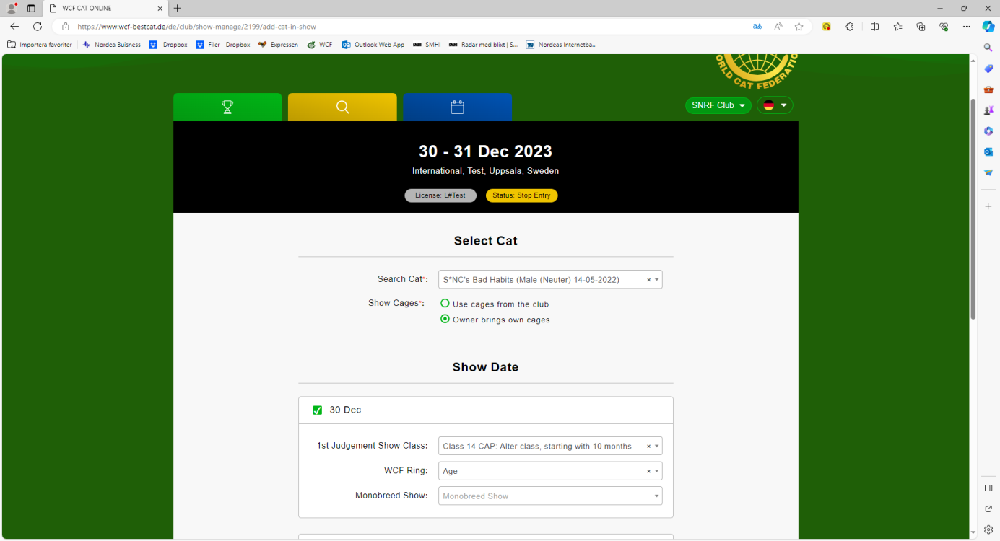 WCF CAT ONLINE
https://www.wcf-bestcat.de/de/club/show-manage/2199/add-cat-in-show
Importera favoriter Nordea Buisness Dropbox Filer - Dropbox Expressen WCF Outlook Web App SMHI Radar med blixt | S... Nordeas Internetba...
ORLD CAT FEDERATIO
SNRF Club
30 - 31 Dec 2023
International, Test, Uppsala, Sweden
License: L#Test Status: Stop Entry
Select Cat
Search Cat*: S*NC's Bad Habits (Male (Neuter) 14-05-2022)
Show Cages*: Use cages from the club
Owner brings own cages
Show Date
30 Dec
1st Judgement Show Class: Class 14 CAP: Alter class, starting with 10 months
WCF Ring: Age
Monobreed Show: Monobreed Show